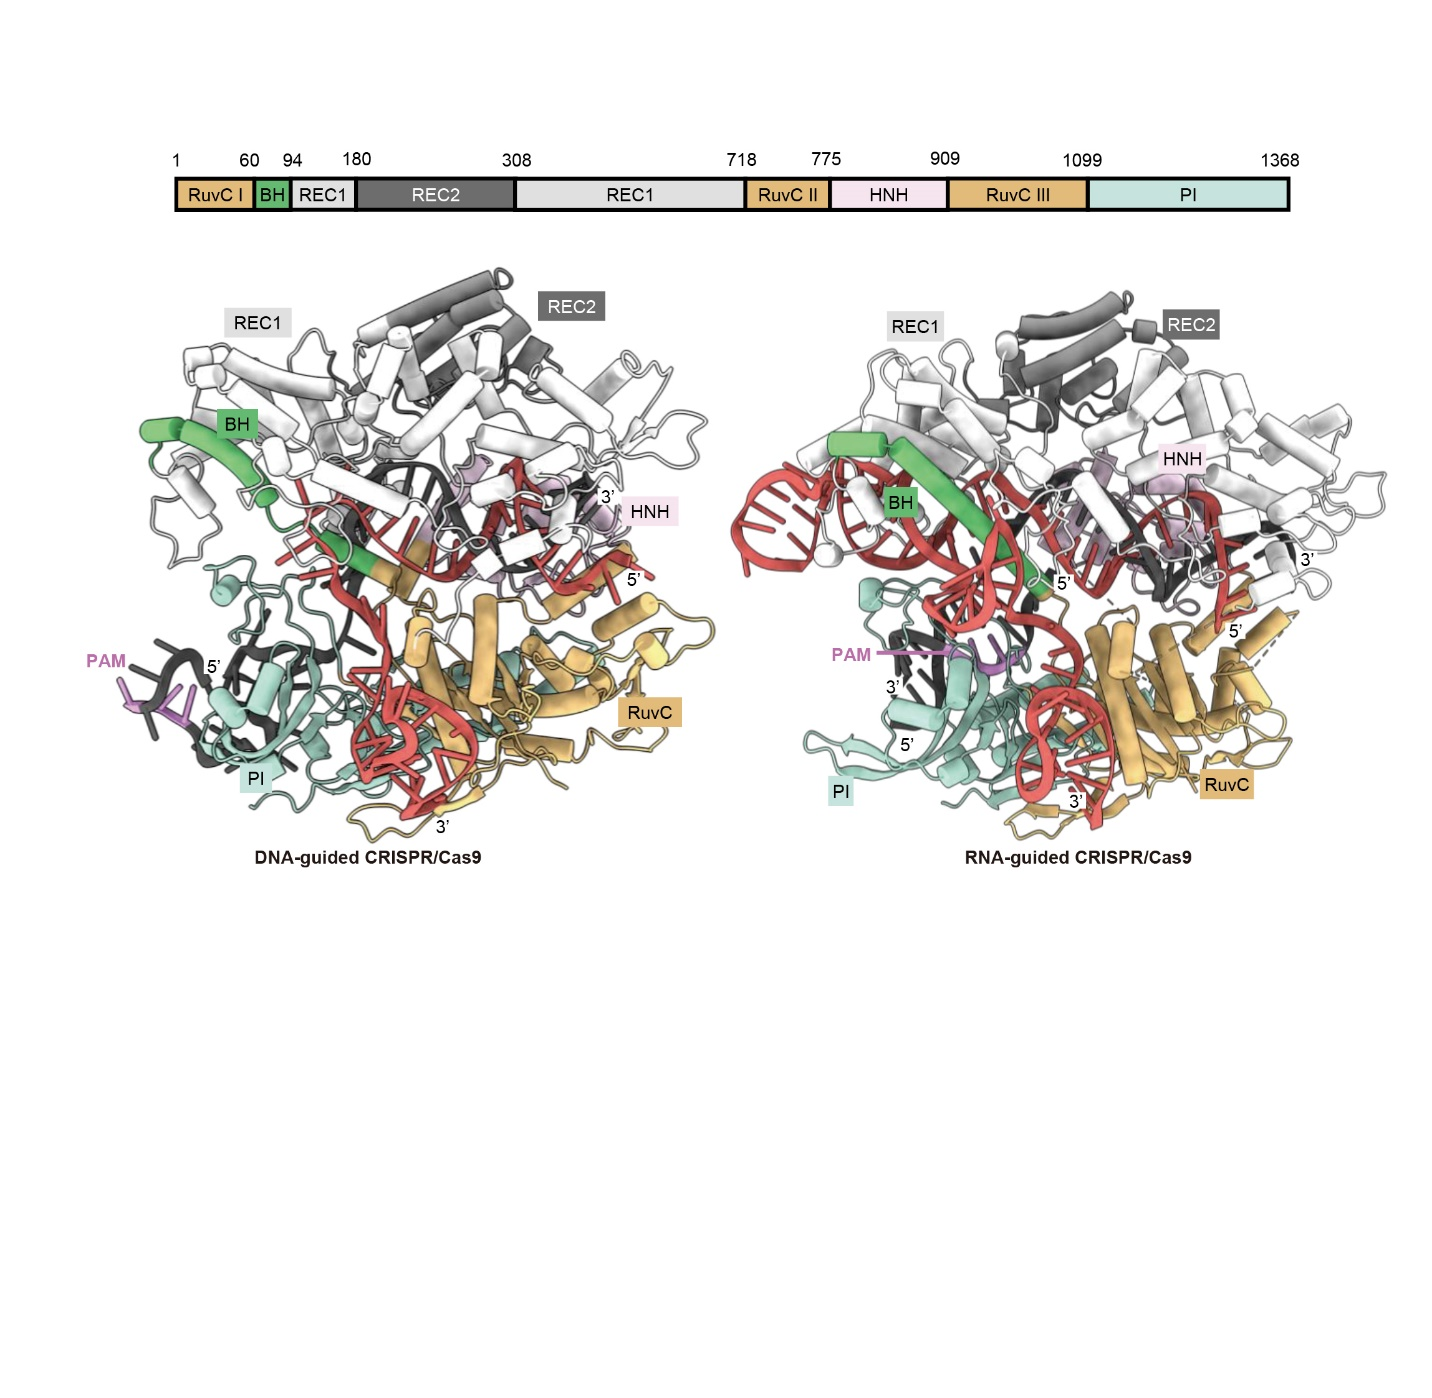 1 60 94 180 308 718 775 909 1099 1368
RuvC I BH REC1 REC2 REC1 RuvC II HNH RuvC III PI
REC1
REC2
BH
3’
HNH
5’
PAM
5’
RuvC
PI
3’
DNA-guided CRISPR/Cas9
REC1
REC2
HNH
BH
3’
5’
5’
PAM
3’
5’
PI
RuvC
3’
RNA-guided CRISPR/Cas9